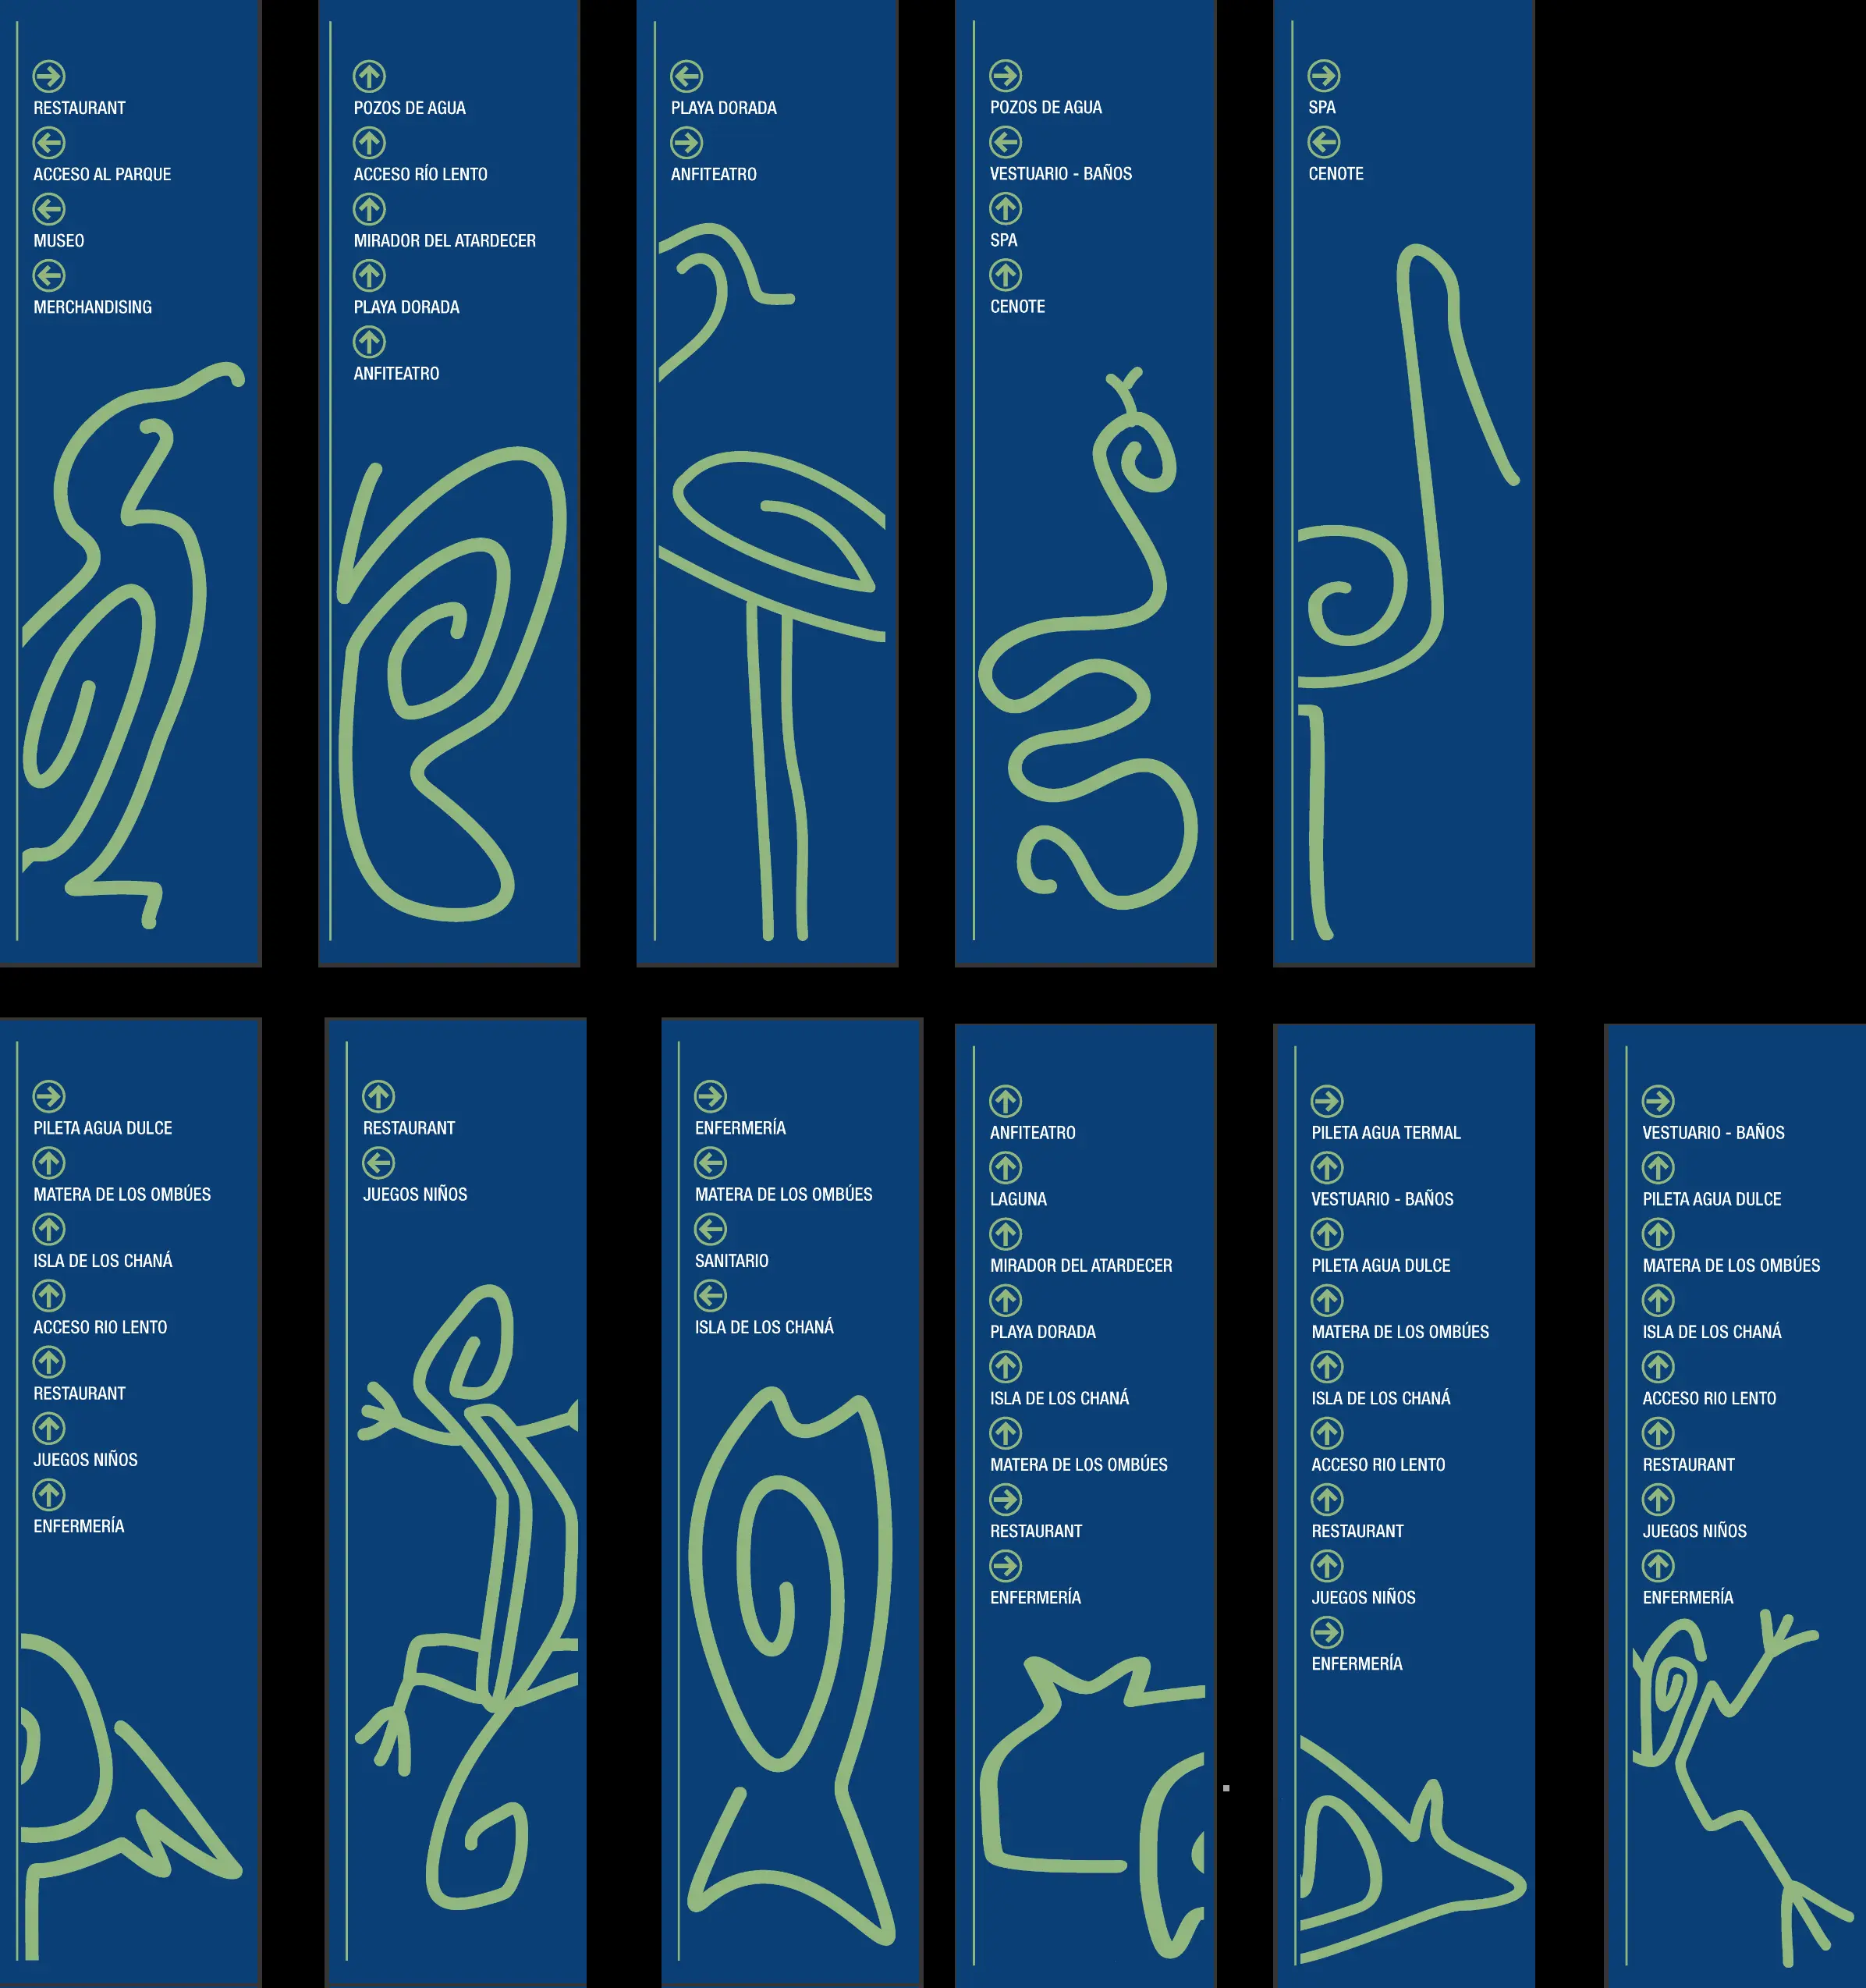 RESTAURANT
ACCESO AL PARQUE
MUSEO
MERCHANDISING
POZOS DE AGUA
ACCESO RÍO LENTO
MIRADOR DEL ATARDECER
PLAYA DORADA
ANFITEATRO
PLAYA DORADA
ANFITEATRO
POZOS DE AGUA
VESTUARIO - BAÑOS
SPA
CENOTE
SPA
CENOTE
PILETA AGUA DULCE
MATERA DE LOS OMBÚES
ISLA DE LOS CHANÁ
ACCESO RIO LENTO
RESTAURANT
JUEGOS NIÑOS
ENFERMERÍA
RESTAURANT
JUEGOS NIÑOS
ENFERMERÍA
MATERA DE LOS OMBÚES
SANITARIO
ISLA DE LOS CHANÁ
ANFITEATRO
LAGUNA
MIRADOR DEL ATARDECER
PLAYA DORADA
ISLA DE LOS CHANÁ
MATERA DE LOS OMBÚES
RESTAURANT
ENFERMERÍA
PILETA AGUA TERMAL
VESTUARIO - BAÑOS
PILETA AGUA DULCE
MATERA DE LOS OMBÚES
ISLA DE LOS CHANÁ
ACCESO RIO LENTO
RESTAURANT
JUEGOS NIÑOS
ENFERMERÍA
VESTUARIO - BAÑOS
PILETA AGUA DULCE
MATERA DE LOS OMBÚES
ISLA DE LOS CHANÁ
ACCESO RIO LENTO
RESTAURANT
JUEGOS NIÑOS
ENFERMERÍA